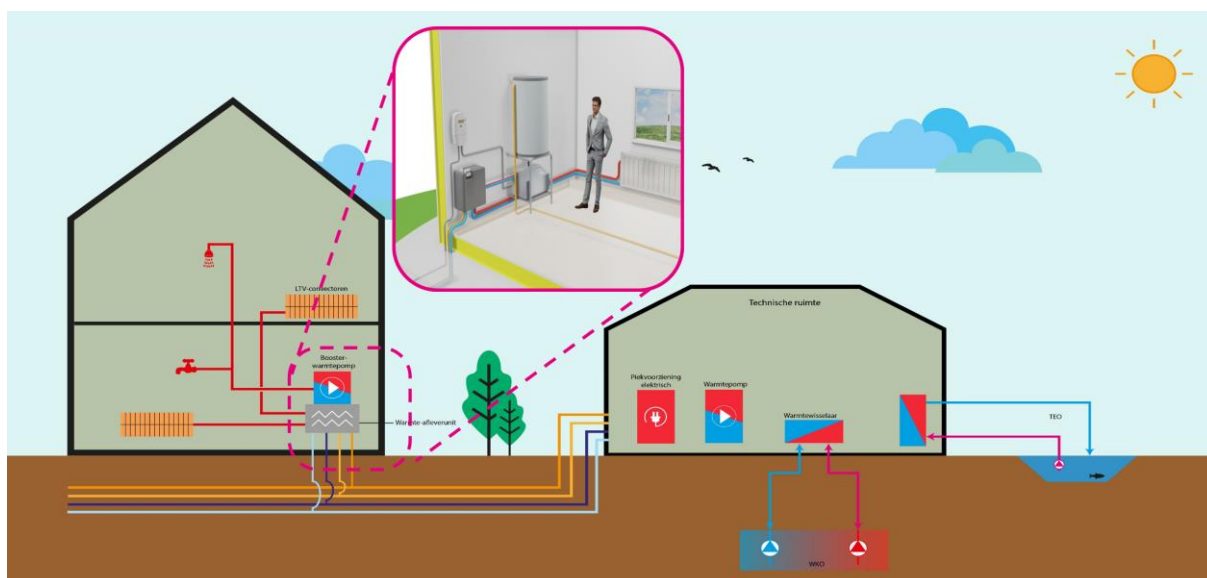 LTV-convectoren
Booster-
warmtepomp
Warmte-afleverunit
Technische ruimte
Piekvoorziening
elektrisch
Warmtepomp
Warmtewisselaar
TEO
WKO